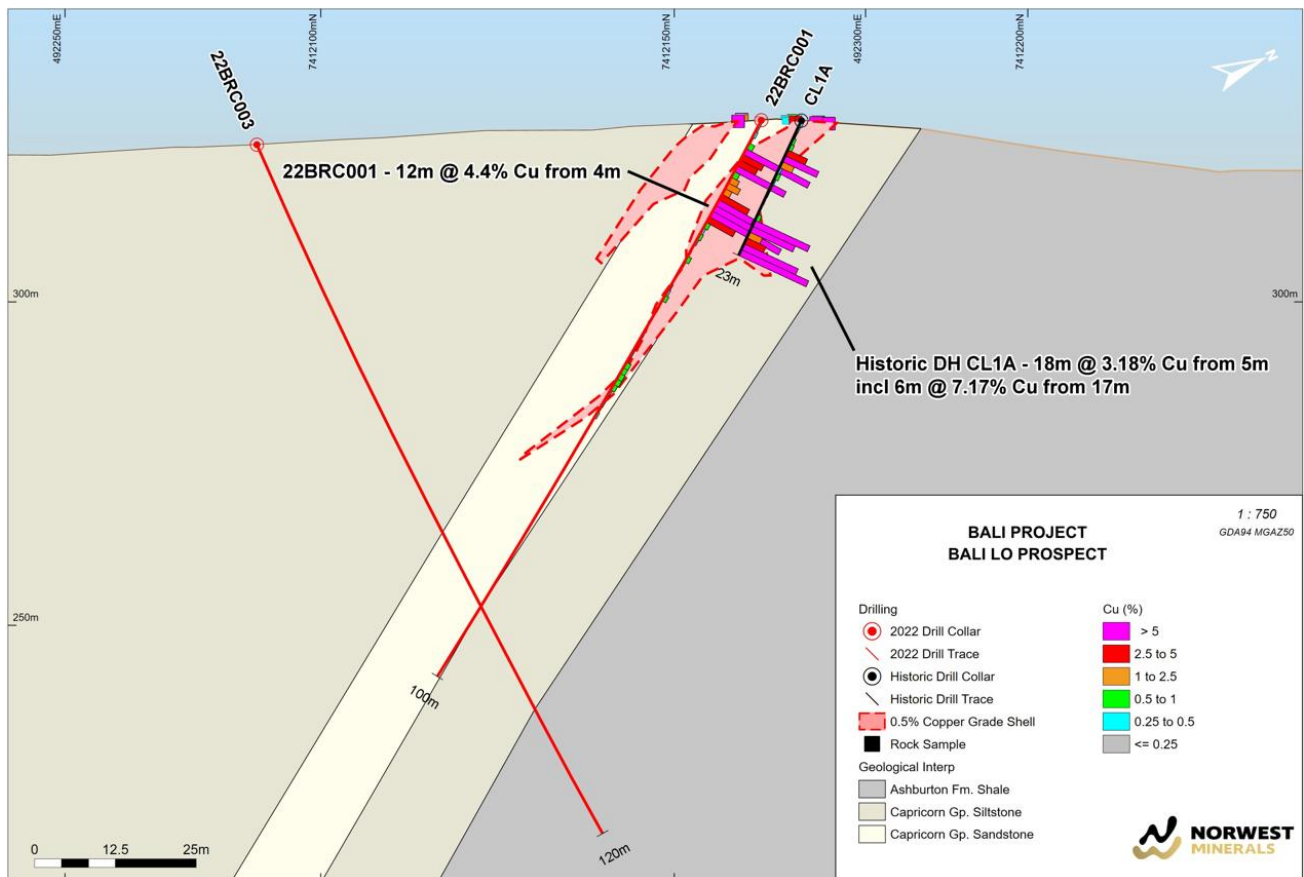 492250mE
7412100mN
7412150mN
492300mE
7412200mN
22BRC003
22BRC001
CL1A
N
22BRC001 - 12m @ 4.4% Cu from 4m
23m
300m
300m
Historic DH CL1A - 18m @ 3.18% Cu from 5m
incl 6m @ 7.17% Cu from 17m
250m
100m
120m
0 12.5 25m
BALI PROJECT
BALI LO PROSPECT
1 : 750
GDA94 MGAZ50
Drilling
2022 Drill Collar
2022 Drill Trace
Historic Drill Collar
Historic Drill Trace
0.5% Copper Grade Shell
Rock Sample
Geological Interp
Ashburton Fm. Shale
Capricorn Gp. Siltstone
Capricorn Gp. Sandstone
Cu (%)
> 5
2.5 to 5
1 to 2.5
0.5 to 1
0.25 to 0.5
<= 0.25
NORWEST
MINERALS